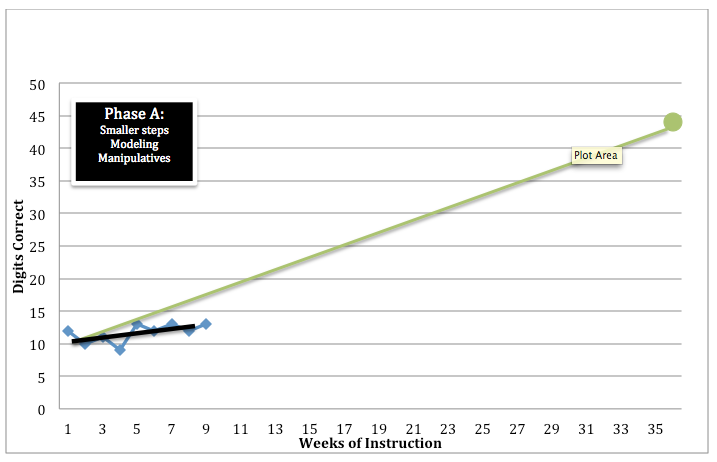 50
45
40
35
30
25
20
15
10
5
0
Digits Correct
Phase A:
Smaller steps
Modeling
Manipulatives
Plot Area
1 3 5 7 9 11 13 15 17 19 21 23 25 27 29 31 33 35
Weeks of Instruction